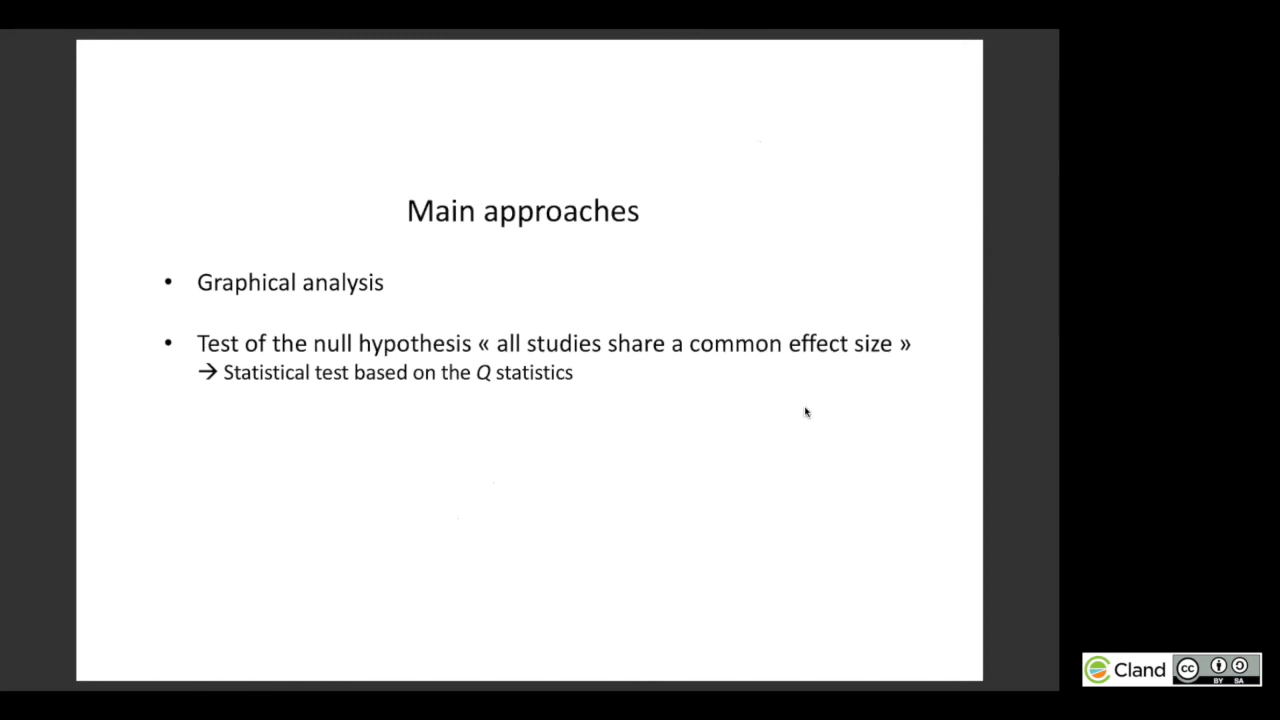 Main approaches
• Graphical analysis
• Test of the null hypothesis « all studies share a common effect size »
→ Statistical test based on the Q statistics
Cland
cc
BY SA